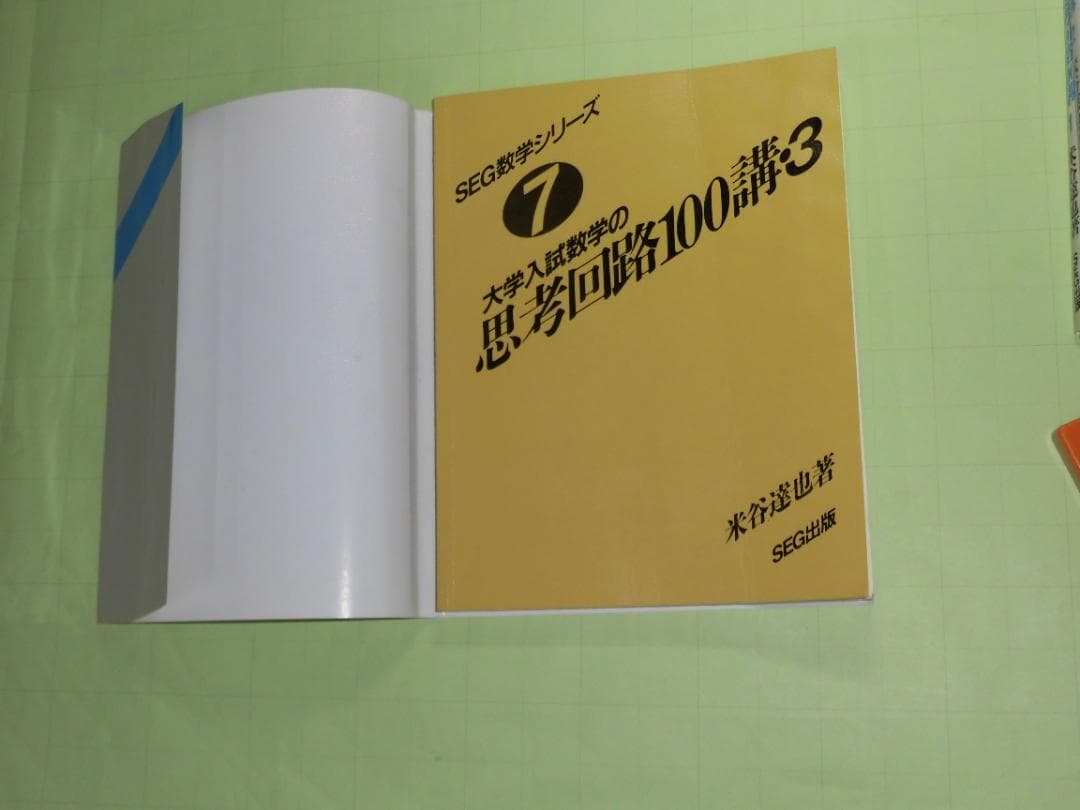 SEG数学シリーズ
7
大学入試数学の
思考回路100講・3
米谷達也著
SEG出版